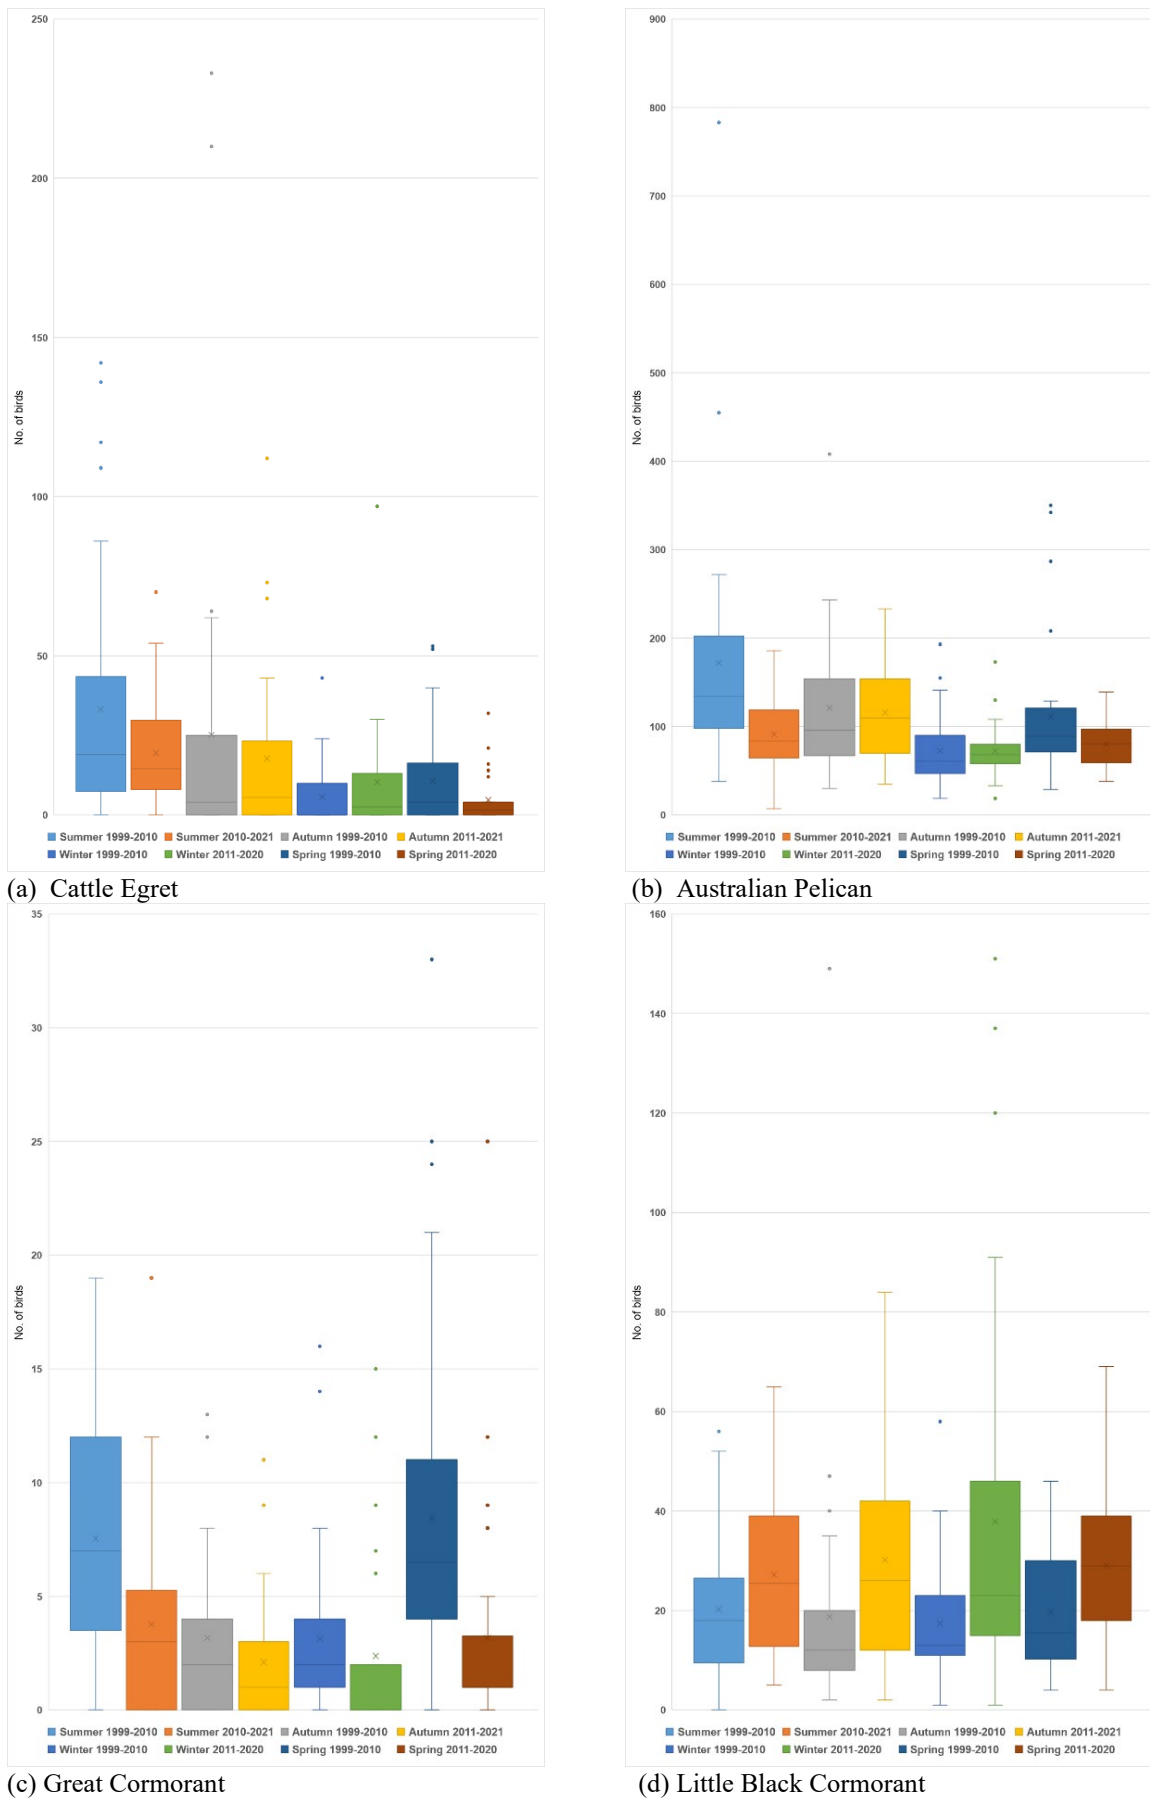 250
200
150
100
50
0
No. of birds
Summer 1999-2010 Summer 2010-2021 Autumn 1999-2010 Autumn 2011-2021
Winter 1999-2010 Winter 2011-2020 Spring 1999-2010 Spring 2011-2020
(a) Cattle Egret
900
800
700
600
500
400
300
200
100
0
No. of birds
Summer 1999-2010 Summer 2010-2021 Autumn 1999-2010 Autumn 2011-2021
Winter 1999-2010 Winter 2011-2020 Spring 1999-2010 Spring 2011-2020
(b) Australian Pelican
35
30
25
20
15
10
5
0
No. of birds
Summer 1999-2010 Summer 2010-2021 Autumn 1999-2010 Autumn 2011-2021
Winter 1999-2010 Winter 2011-2020 Spring 1999-2010 Spring 2011-2020
(c) Great Cormorant
160
140
120
100
80
60
40
20
0
No. of birds
Summer 1999-2010 Summer 2010-2021 Autumn 1999-2010 Autumn 2011-2021
Winter 1999-2010 Winter 2011-2020 Spring 1999-2010 Spring 2011-2020
(d) Little Black Cormorant